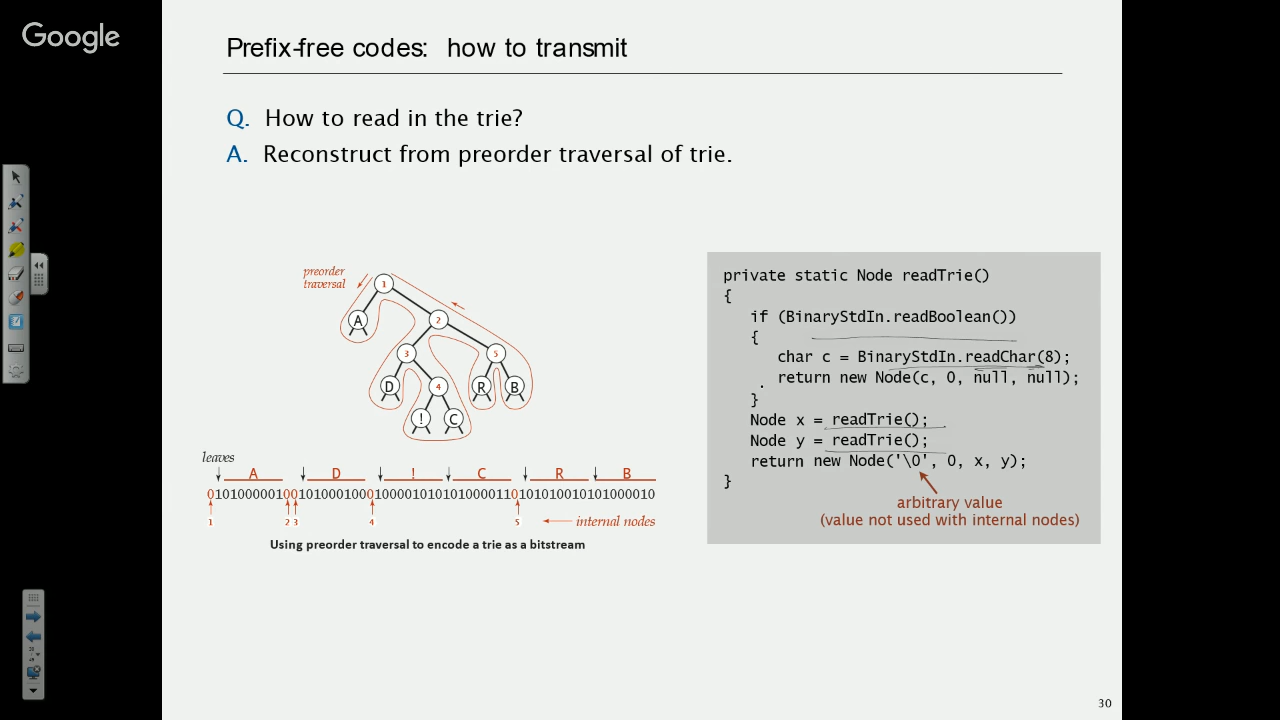 Google
Prefix-free codes: how to transmit
Q. How to read in the trie?
A. Reconstruct from preorder traversal of trie.
preorder
traversal
1
A
2
3
5
D
4
R
B
!
C
leaves
A D ! C R B
01010000010010100010001000010101010000110101010010101000010
1 2 3 4 5 internal nodes
Using preorder traversal to encode a trie as a bitstream
private static Node readTrie()
{
if (BinaryStdIn.readBoolean())
{
char c = BinaryStdIn.readChar(8);
return new Node(c, 0, null, null);
}
Node x = readTrie();
Node y = readTrie();
return new Node('\0', 0, x, y);
}
arbitrary value
(value not used with internal nodes)
30